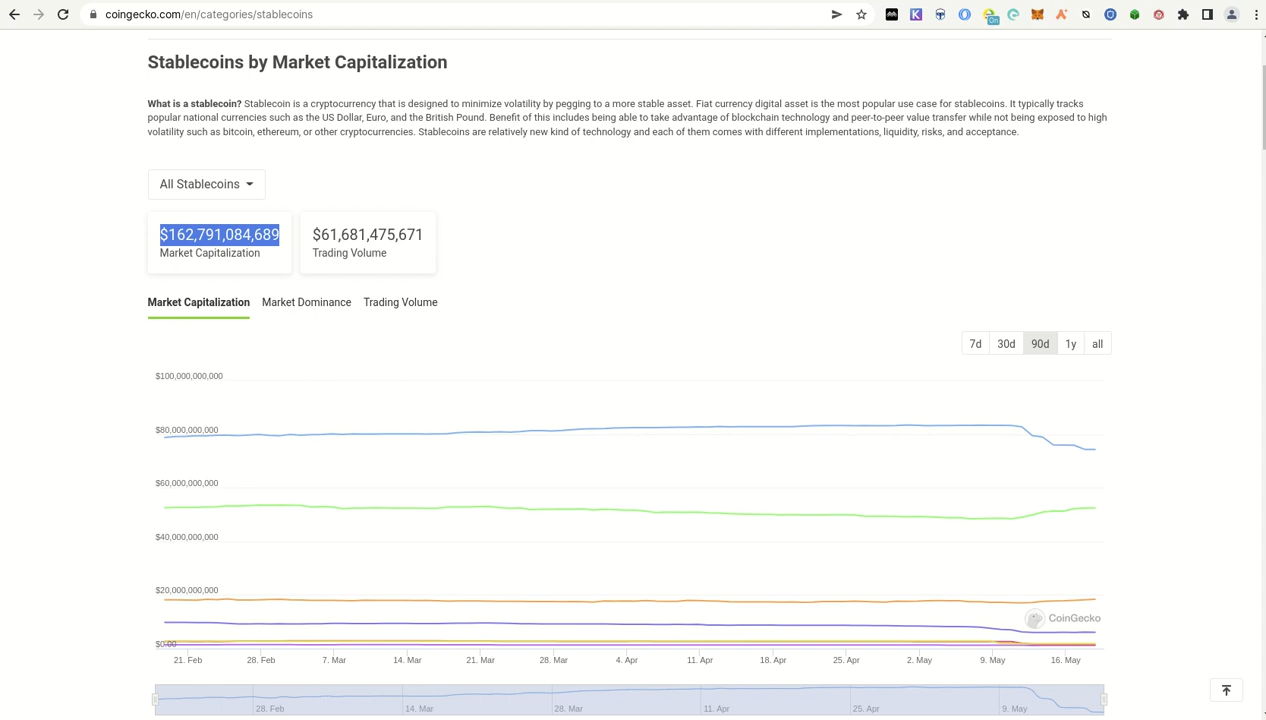 coingecko.com/en/categories/stablecoins
On
Stablecoins by Market Capitalization
What is a stablecoin? Stablecoin is a cryptocurrency that is designed to minimize volatility by pegging to a more stable asset. Fiat currency digital asset is the most popular use case for stablecoins. It typically tracks
popular national currencies such as the US Dollar, Euro, and the British Pound. Benefit of this includes being able to take advantage of blockchain technology and peer-to-peer value transfer while not being exposed to high
volatility such as bitcoin, ethereum, or other cryptocurrencies. Stablecoins are relatively new kind of technology and each of them comes with different implementations, liquidity, risks, and acceptance.
All Stablecoins
$162,791,084,689 $61,681,475,671
Market Capitalization Trading Volume
Market Capitalization Market Dominance Trading Volume
7d 30d 90d 1y all
$100,000,000,000
$80,000,000,000
$60,000,000,000
$40,000,000,000
$20,000,000,000
CoinGecko
$0.00
21. Feb 28. Feb 7. Mar 14. Mar 21. Mar 28. Mar 4. Apr 11. Apr 18. Apr 25. Apr 2. May 9. May 16. May
28. Feb 14. Mar 28. Mar 11. Apr 25. Apr 9. May